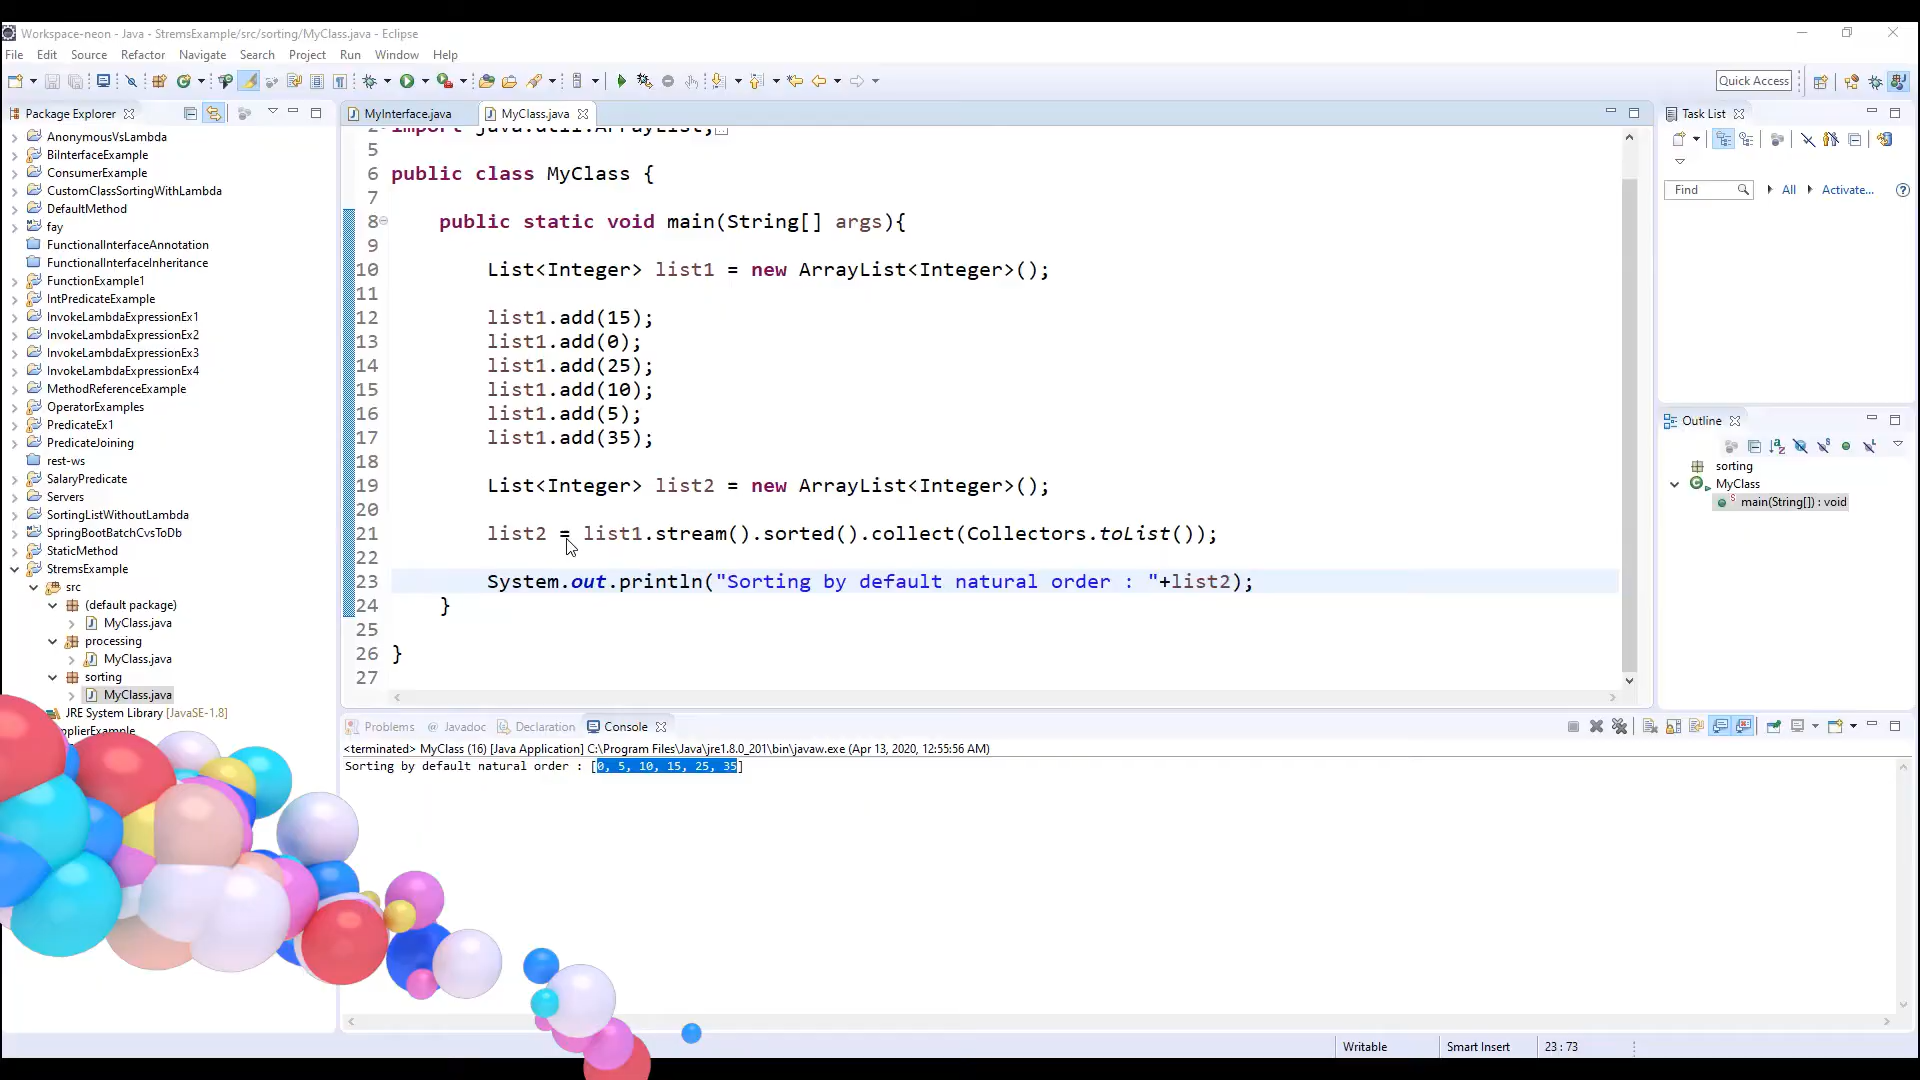 Workspace-neon - Java - StremsExample/src/sorting/MyClass.java - Eclipse
File Edit Source Refactor Navigate Search Project Run Window Help
Quick Access
Package Explorer
AnonymousVsLambda
BiInterfaceExample
ConsumerExample
CustomClassSortingWithLambda
DefaultMethod
fay
FunctionalInterfaceAnnotation
FunctionalInterfaceInheritance
FunctionExample1
IntPredicateExample
InvokeLambdaExpressionEx1
InvokeLambdaExpressionEx2
InvokeLambdaExpressionEx3
InvokeLambdaExpressionEx4
MethodReferenceExample
OperatorExamples
PredicateEx1
PredicateJoining
rest-ws
SalaryPredicate
Servers
SortingListWithoutLambda
SpringBootBatchCvsToDb
StaticMethod
StremsExample
src
(default package)
MyClass.java
processing
MyClass.java
sorting
MyClass.java
JRE System Library [JavaSE-1.8]
MyInterface.java MyClass.java
import java.util.ArrayList;
5
6 public class MyClass {
7
8 public static void main(String[] args){
9
10 List<Integer> list1 = new ArrayList<Integer>();
11
12 list1.add(15);
13 list1.add(0);
14 list1.add(25);
15 list1.add(10);
16 list1.add(5);
17 list1.add(35);
18
19 List<Integer> list2 = new ArrayList<Integer>();
20
21 list2 = list1.stream().sorted().collect(Collectors.toList());
22
23 System.out.println("Sorting by default natural order : "+list2);
24 }
25
26 }
27
Task List
Find All Activate...
Outline
sorting
MyClass
main(String[]) : void
Problems @ Javadoc Declaration Console
<terminated> MyClass (16) [Java Application] C:\Program Files\Java\jre1.8.0_201\bin\javaw.exe (Apr 13, 2020, 12:55:56 AM)
Sorting by default natural order : [0, 5, 10, 15, 25, 35]
Writable Smart Insert 23 : 73